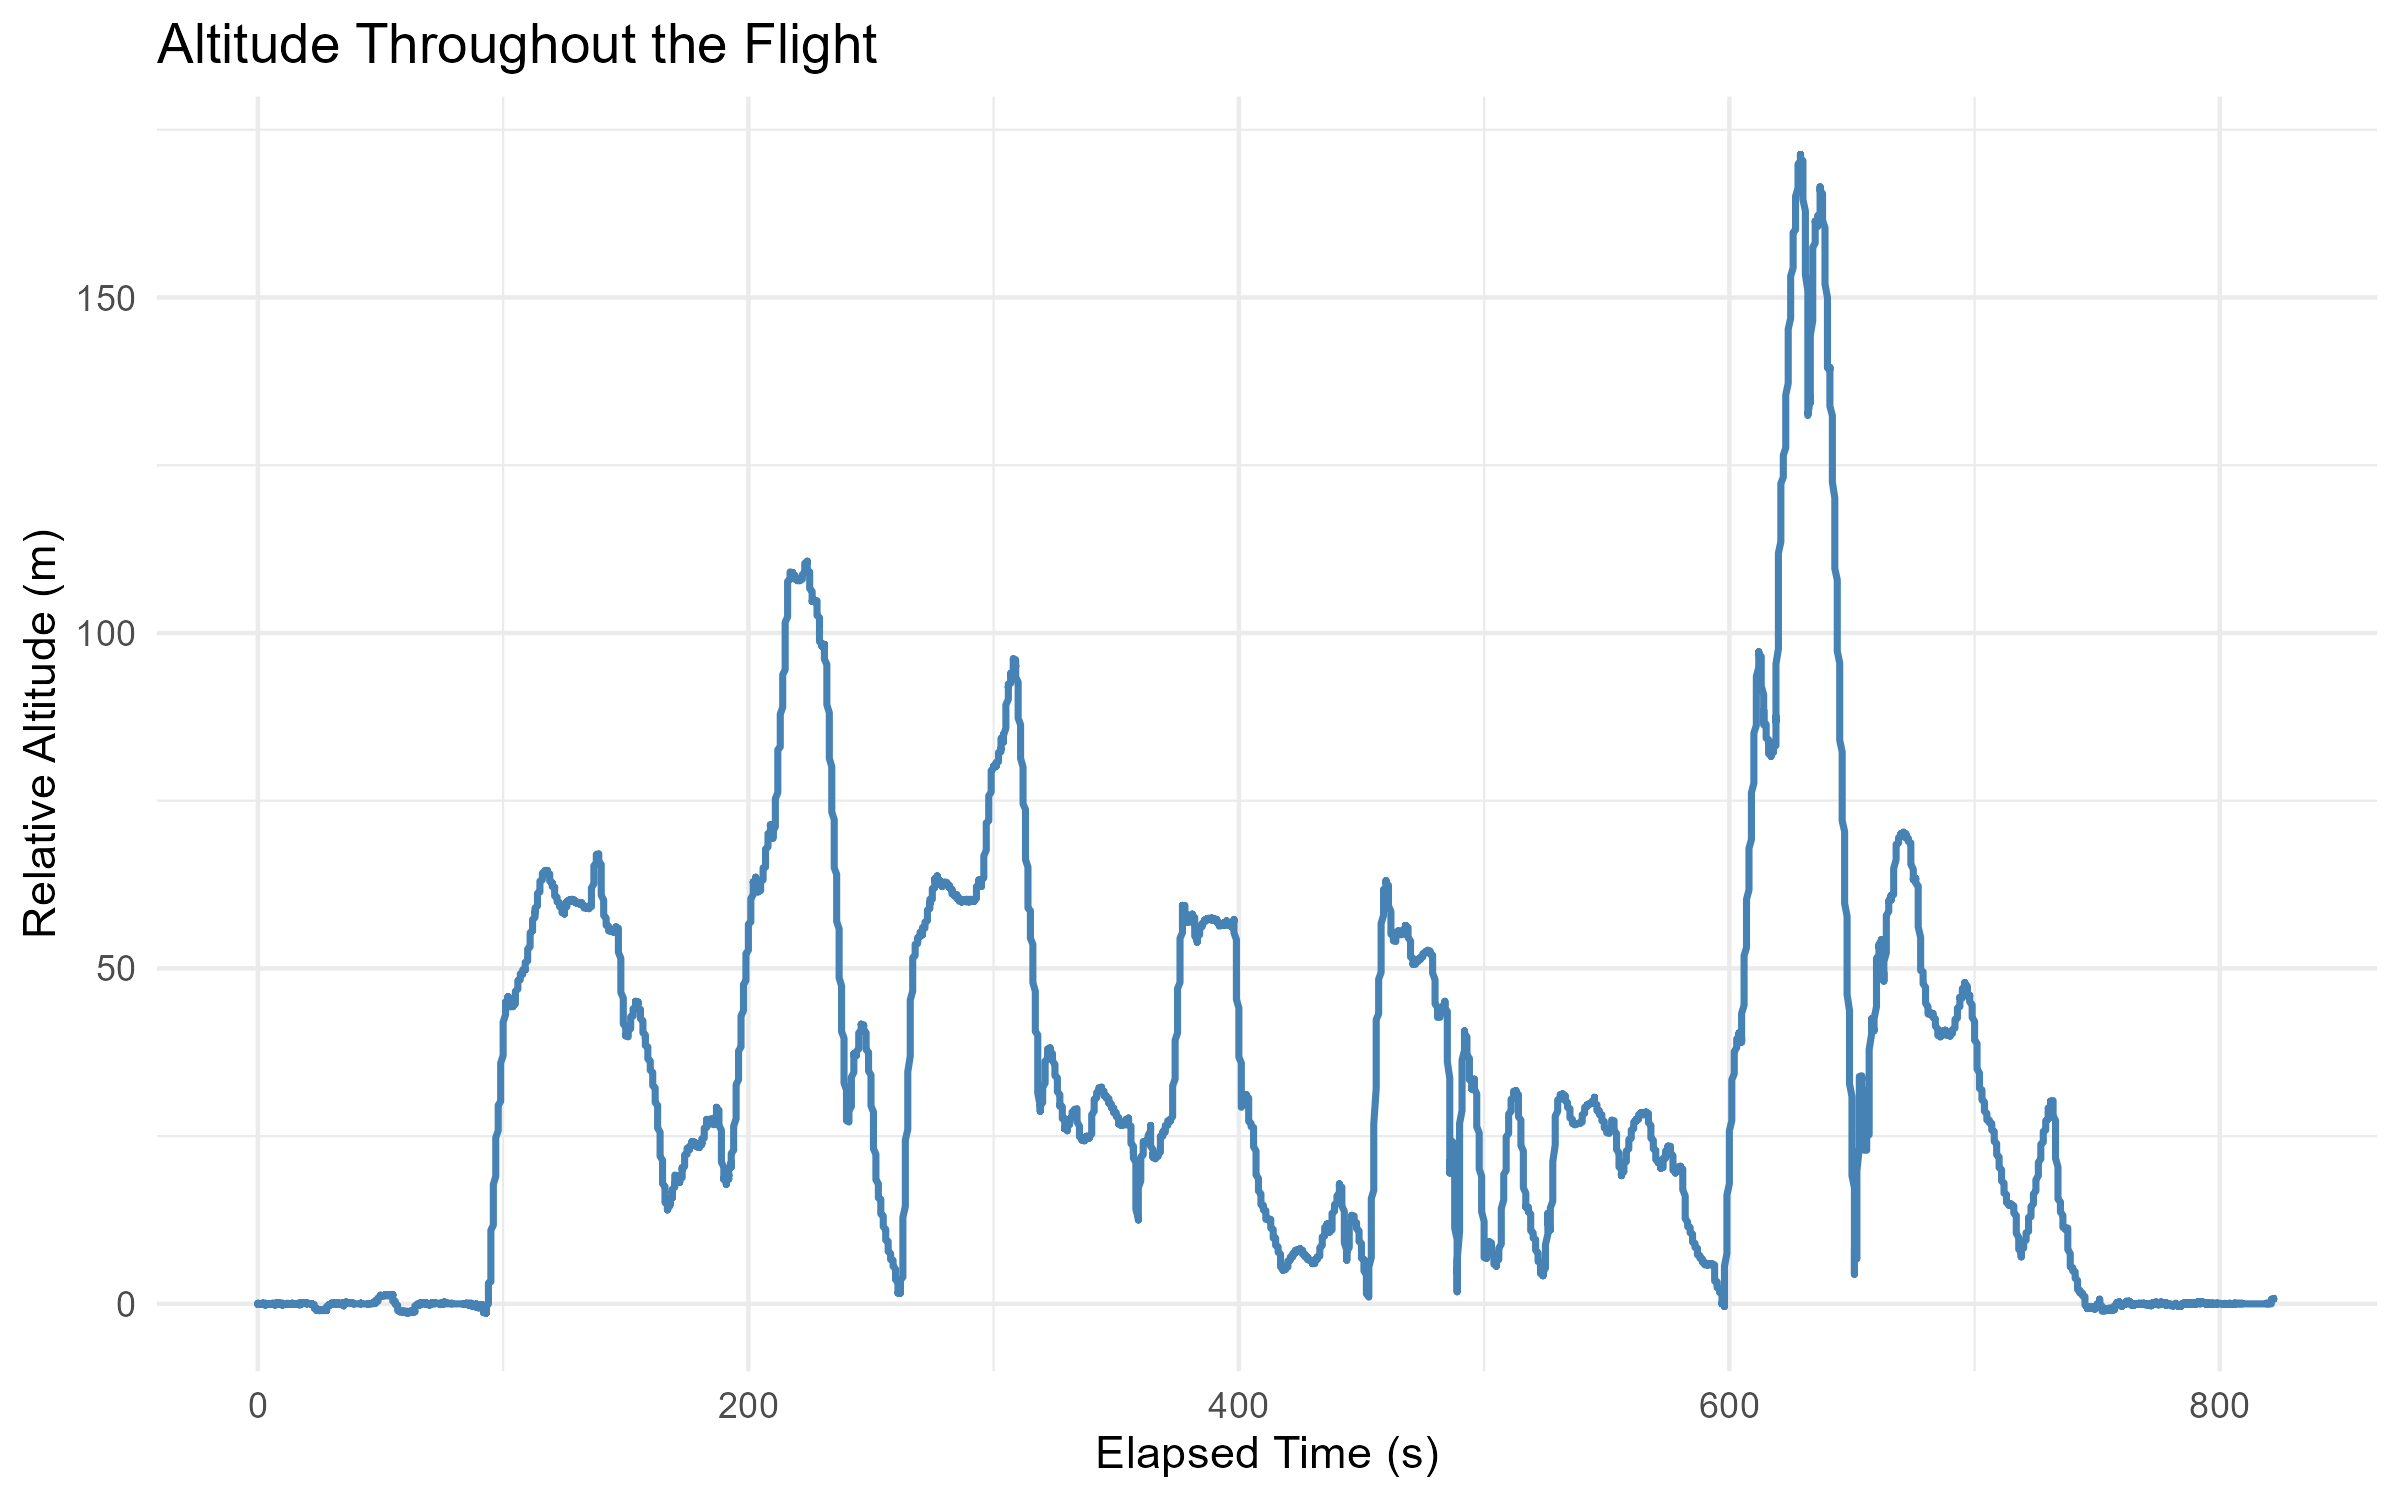 Altitude Throughout the Flight
Relative Altitude (m)
150
100
50
0
0 200 400 600 800
Elapsed Time (s)